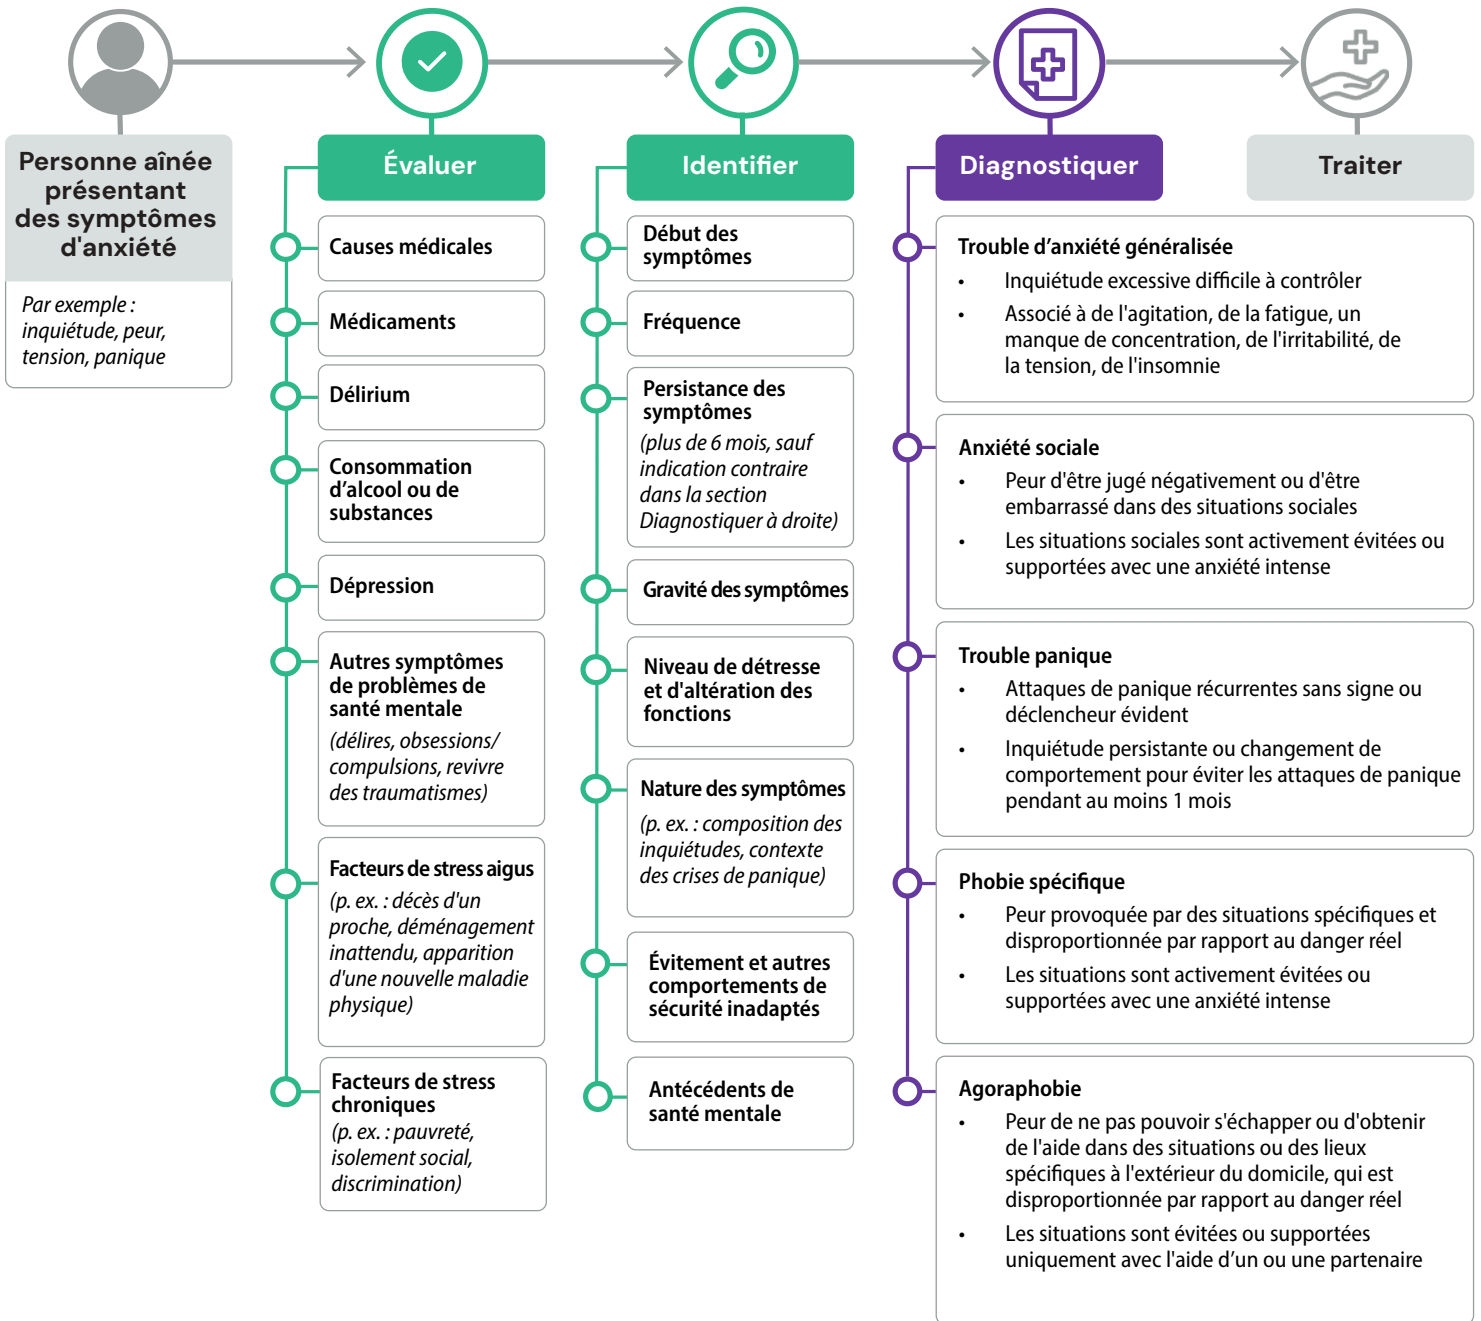 Personne aînée
présentant
des symptômes
d'anxiété
Par exemple :
inquiétude, peur,
tension, panique
Évaluer
Causes médicales
Médicaments
Délirium
Consommation
d’alcool ou de
substances
Dépression
Autres symptômes
de problèmes de
santé mentale
(délires, obsessions/
compulsions, revivre
des traumatismes)
Facteurs de stress aigus
(p. ex. : décès d'un
proche, déménagement
inattendu, apparition
d'une nouvelle maladie
physique)
Facteurs de stress
chroniques
(p. ex. : pauvreté,
isolement social,
discrimination)
Identifier
Début des
symptômes
Fréquence
Persistance des
symptômes
(plus de 6 mois, sauf
indication contraire
dans la section
Diagnostiquer à droite)
Gravité des symptômes
Niveau de détresse
et d'altération des
fonctions
Nature des symptômes
(p. ex. : composition des
inquiétudes, contexte
des crises de panique)
Évitement et autres
comportements de
sécurité inadaptés
Antécédents de
santé mentale
Diagnostiquer
Trouble d’anxiété généralisée
• Inquiétude excessive difficile à contrôler
• Associé à de l'agitation, de la fatigue, un
manque de concentration, de l'irritabilité, de
la tension, de l'insomnie
Anxiété sociale
• Peur d'être jugé négativement ou d'être
embarrassé dans des situations sociales
• Les situations sociales sont activement évitées ou
supportées avec une anxiété intense
Trouble panique
• Attaques de panique récurrentes sans signe ou
déclencheur évident
• Inquiétude persistante ou changement de
comportement pour éviter les attaques de panique
pendant au moins 1 mois
Phobie spécifique
• Peur provoquée par des situations spécifiques et
disproportionnée par rapport au danger réel
• Les situations sont activement évitées ou
supportées avec une anxiété intense
Agoraphobie
• Peur de ne pas pouvoir s'échapper ou d'obtenir
de l'aide dans des situations ou des lieux
spécifiques à l'extérieur du domicile, qui est
disproportionnée par rapport au danger réel
• Les situations sont évitées ou supportées
uniquement avec l'aide d’un ou une partenaire
Traiter